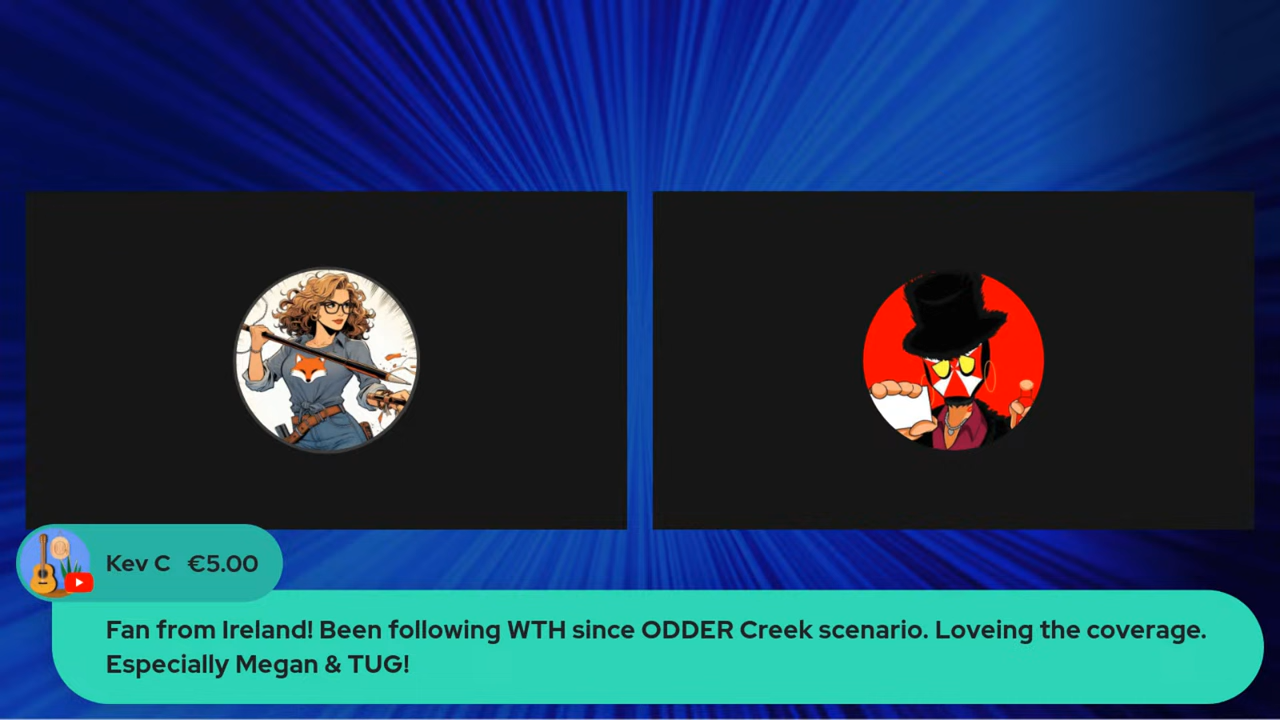 Kev C €5.00
Fan from Ireland! Been following WTH since ODDER Creek scenario. Loveing the coverage.
Especially Megan & TUG!